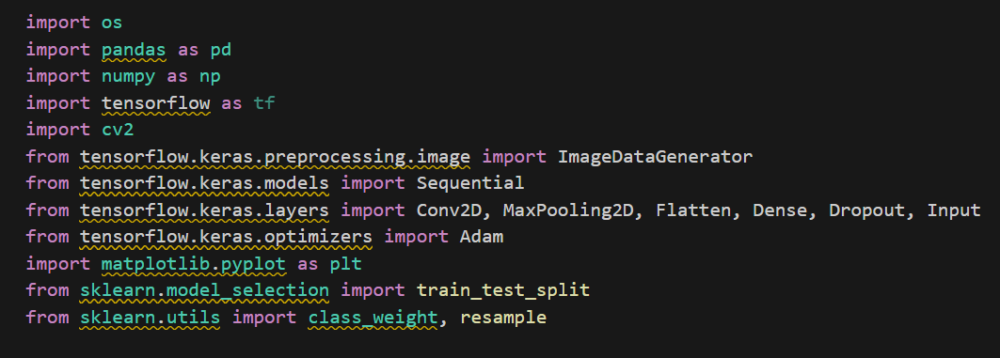 import os
import pandas as pd
import numpy as np
import tensorflow as tf
import cv2
from tensorflow.keras.preprocessing.image import ImageDataGenerator
from tensorflow.keras.models import Sequential
from tensorflow.keras.layers import Conv2D, MaxPooling2D, Flatten, Dense, Dropout, Input
from tensorflow.keras.optimizers import Adam
import matplotlib.pyplot as plt
from sklearn.model_selection import train_test_split
from sklearn.utils import class_weight, resample